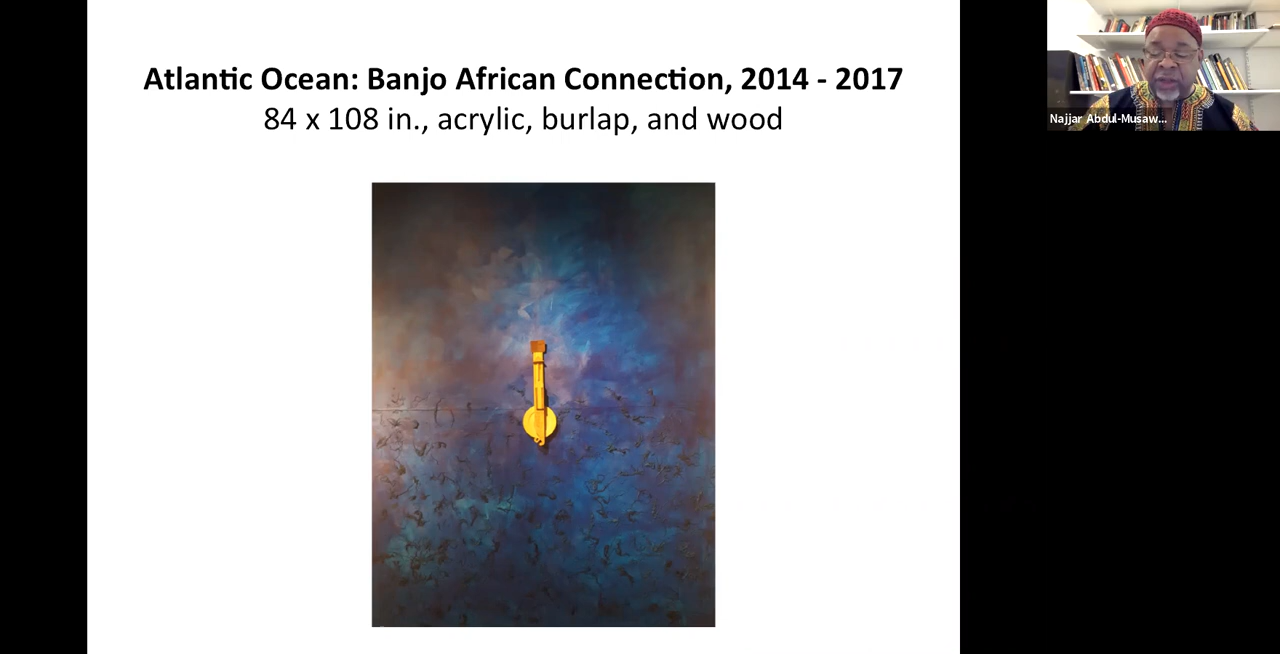 Atlantic Ocean: Banjo African Connection, 2014 - 2017
84 x 108 in., acrylic, burlap, and wood
Najjar Abdul-Musaw...